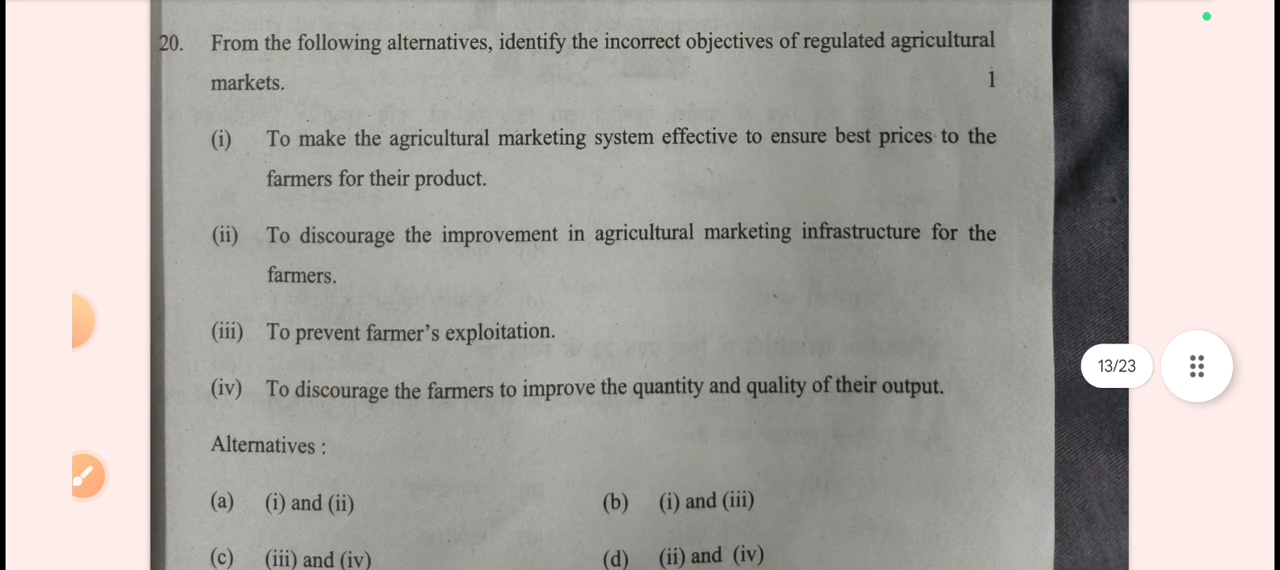 20. From the following alternatives, identify the incorrect objectives of regulated agricultural
markets. 1
(i) To make the agricultural marketing system effective to ensure best prices to the
farmers for their product.
(ii) To discourage the improvement in agricultural marketing infrastructure for the
farmers.
(iii) To prevent farmer's exploitation.
13/23
(iv) To discourage the farmers to improve the quantity and quality of their output.
Alternatives :
(a) (i) and (ii) (b) (i) and (iii)
(c) (iii) and (iv) (d) (ii) and (iv)